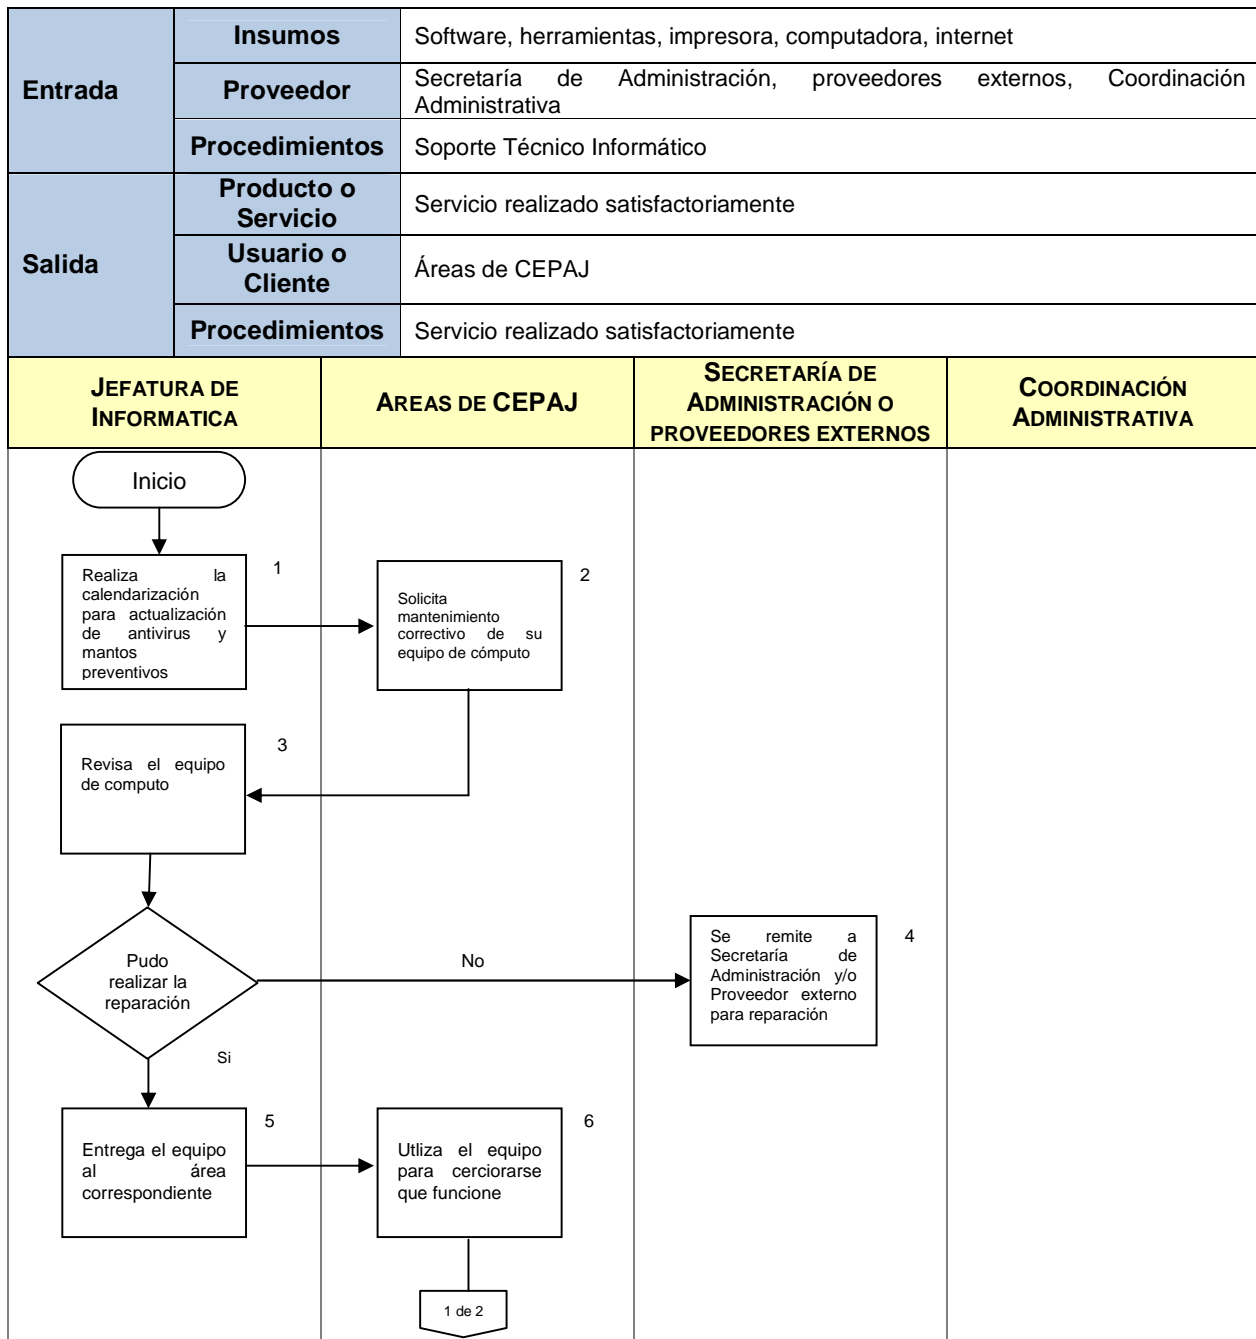 Entrada
Insumos
Software, herramientas, impresora, computadora, internet
Proveedor
Secretaría de Administración, proveedores externos, Coordinación
Administrativa
Procedimientos
Soporte Técnico Informático
Salida
Producto o
Servicio
Servicio realizado satisfactoriamente
Usuario o
Cliente
Áreas de CEPAJ
Procedimientos
Servicio realizado satisfactoriamente
JEFATURA DE
INFORMATICA
AREAS DE CEPAJ
SECRETARÍA DE
ADMINISTRACIÓN O
PROVEEDORES EXTERNOS
COORDINACIÓN
ADMINISTRATIVA
Inicio
Realiza la
calendarización
para actualización
de antivirus y
mantos
preventivos
1
Solicita
mantenimiento
correctivo de su
equipo de cómputo
2
Revisa el equipo
de computo
3
Pudo
realizar la
reparación
No
Se remite a
Secretaría de
Administración y/o
Proveedor externo
para reparación
4
Si
Entrega el equipo
al área
correspondiente
5
Utliza el equipo
para cerciorarse
que funcione
6
1 de 2